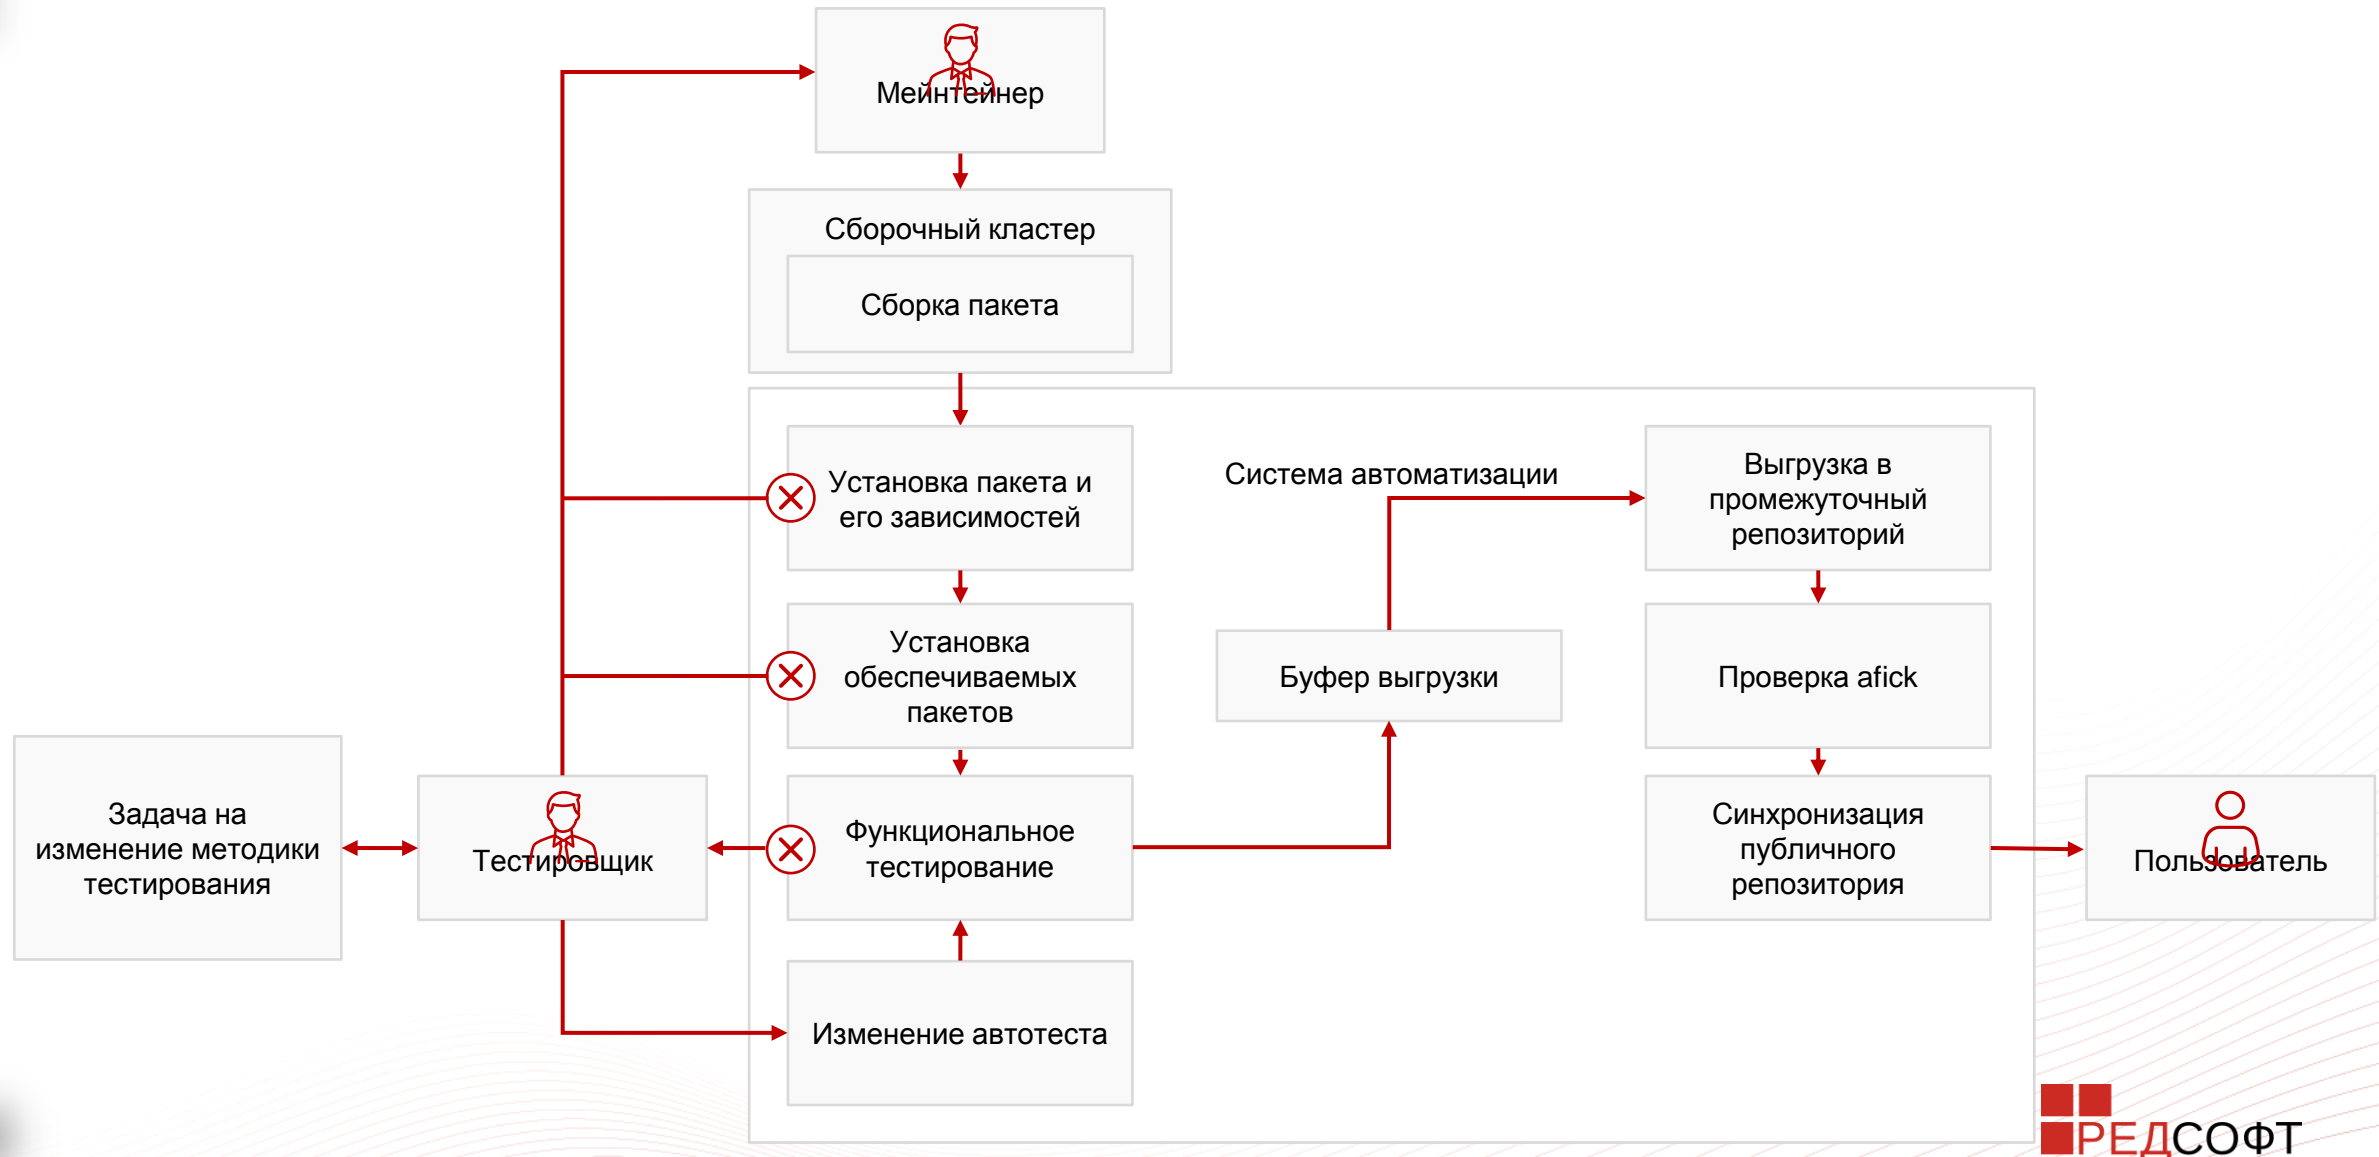 Мейнтейнер
Сборочный кластер
Сборка пакета
Установка пакета и
его зависимостей
Система автоматизации
Выгрузка в
промежуточный
репозиторий
Установка
обеспечиваемых
пакетов
Буфер выгрузки
Проверка afick
Задача на
изменение методики
тестирования
Тестировщик
Функциональное
тестирование
Синхронизация
публичного
репозитория
Пользователь
Изменение автотеста
РЕДСОФТ